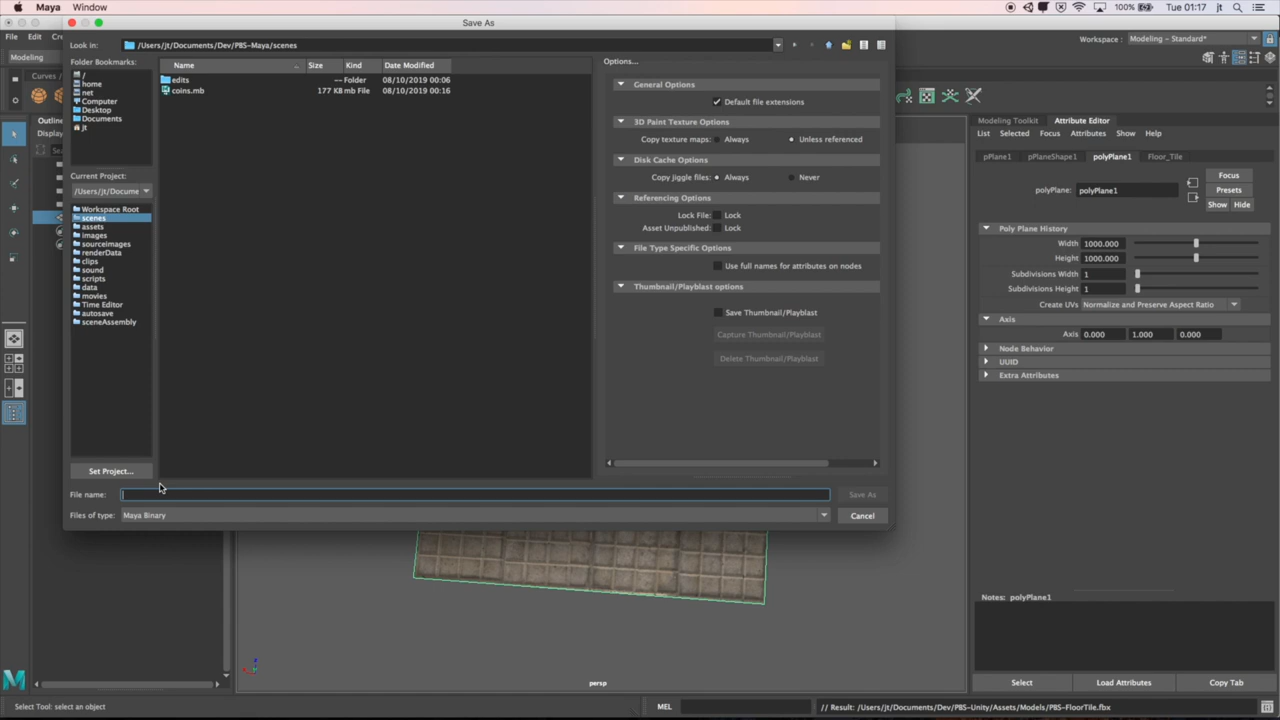 Maya Window
100% Tue 01:17 jt
Save As
File Edit Cre
Workspace : Modeling - Standard*
Look in: /Users/jt/Documents/Dev/PBS-Maya/scenes
Modeling
Folder Bookmarks:
/
home
net
Computer
Desktop
Documents
jt
Name Size Kind Date Modified
edits -- Folder 08/10/2019 00:06
coins.mb 177 KB mb File 08/10/2019 00:16
Options...
General Options
Default file extensions
3D Paint Texture Options
Copy texture maps: Always Unless referenced
Disk Cache Options
Copy jiggle files: Always Never
Referencing Options
Lock File: Lock
Asset Unpublished: Lock
File Type Specific Options
Use full names for attributes on nodes
Thumbnail/Playblast options
Save Thumbnail/Playblast
Capture Thumbnail/Playblast
Delete Thumbnail/Playblast
Curves /
Outline
Display
Current Project:
/Users/jt/Docume
Workspace Root
scenes
assets
images
sourceimages
renderData
clips
sound
scripts
data
movies
Time Editor
autosave
sceneAssembly
Set Project...
File name: Save As
Files of type: Maya Binary Cancel
Modeling Toolkit Attribute Editor
List Selected Focus Attributes Show Help
pPlane1 pPlaneShape1 polyPlane1 Floor_Tile
Focus
polyPlane: polyPlane1 Presets
Show Hide
Poly Plane History
Width 1000.000
Height 1000.000
Subdivisions Width 1
Subdivisions Height 1
Create UVs Normalize and Preserve Aspect Ratio
Axis
Axis 0.000 1.000 0.000
Node Behavior
UUID
Extra Attributes
Notes: polyPlane1
Select Load Attributes Copy Tab
persp
Select Tool: select an object
MEL
// Result: /Users/jt/Documents/Dev/PBS-Unity/Assets/Models/PBS-FloorTile.fbx